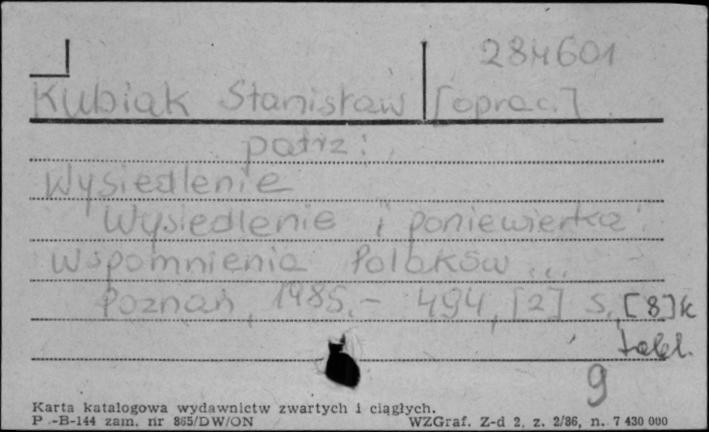 284601
Kubiak Stanisław [oprac.]
patrz:
Wysiedlenie
Wysiedlenie i poniewierka.
Wspomnienia Polaków ...
Poznań, 1985.- 494, [2] s, [8] k
tabl.
9
Karta katalogowa wydawnictw zwartych i ciągłych.
P.-B-144 zam. nr 865/DW/ON WZGraf. Z-d 2, z. 2/86, n. 7 430 000